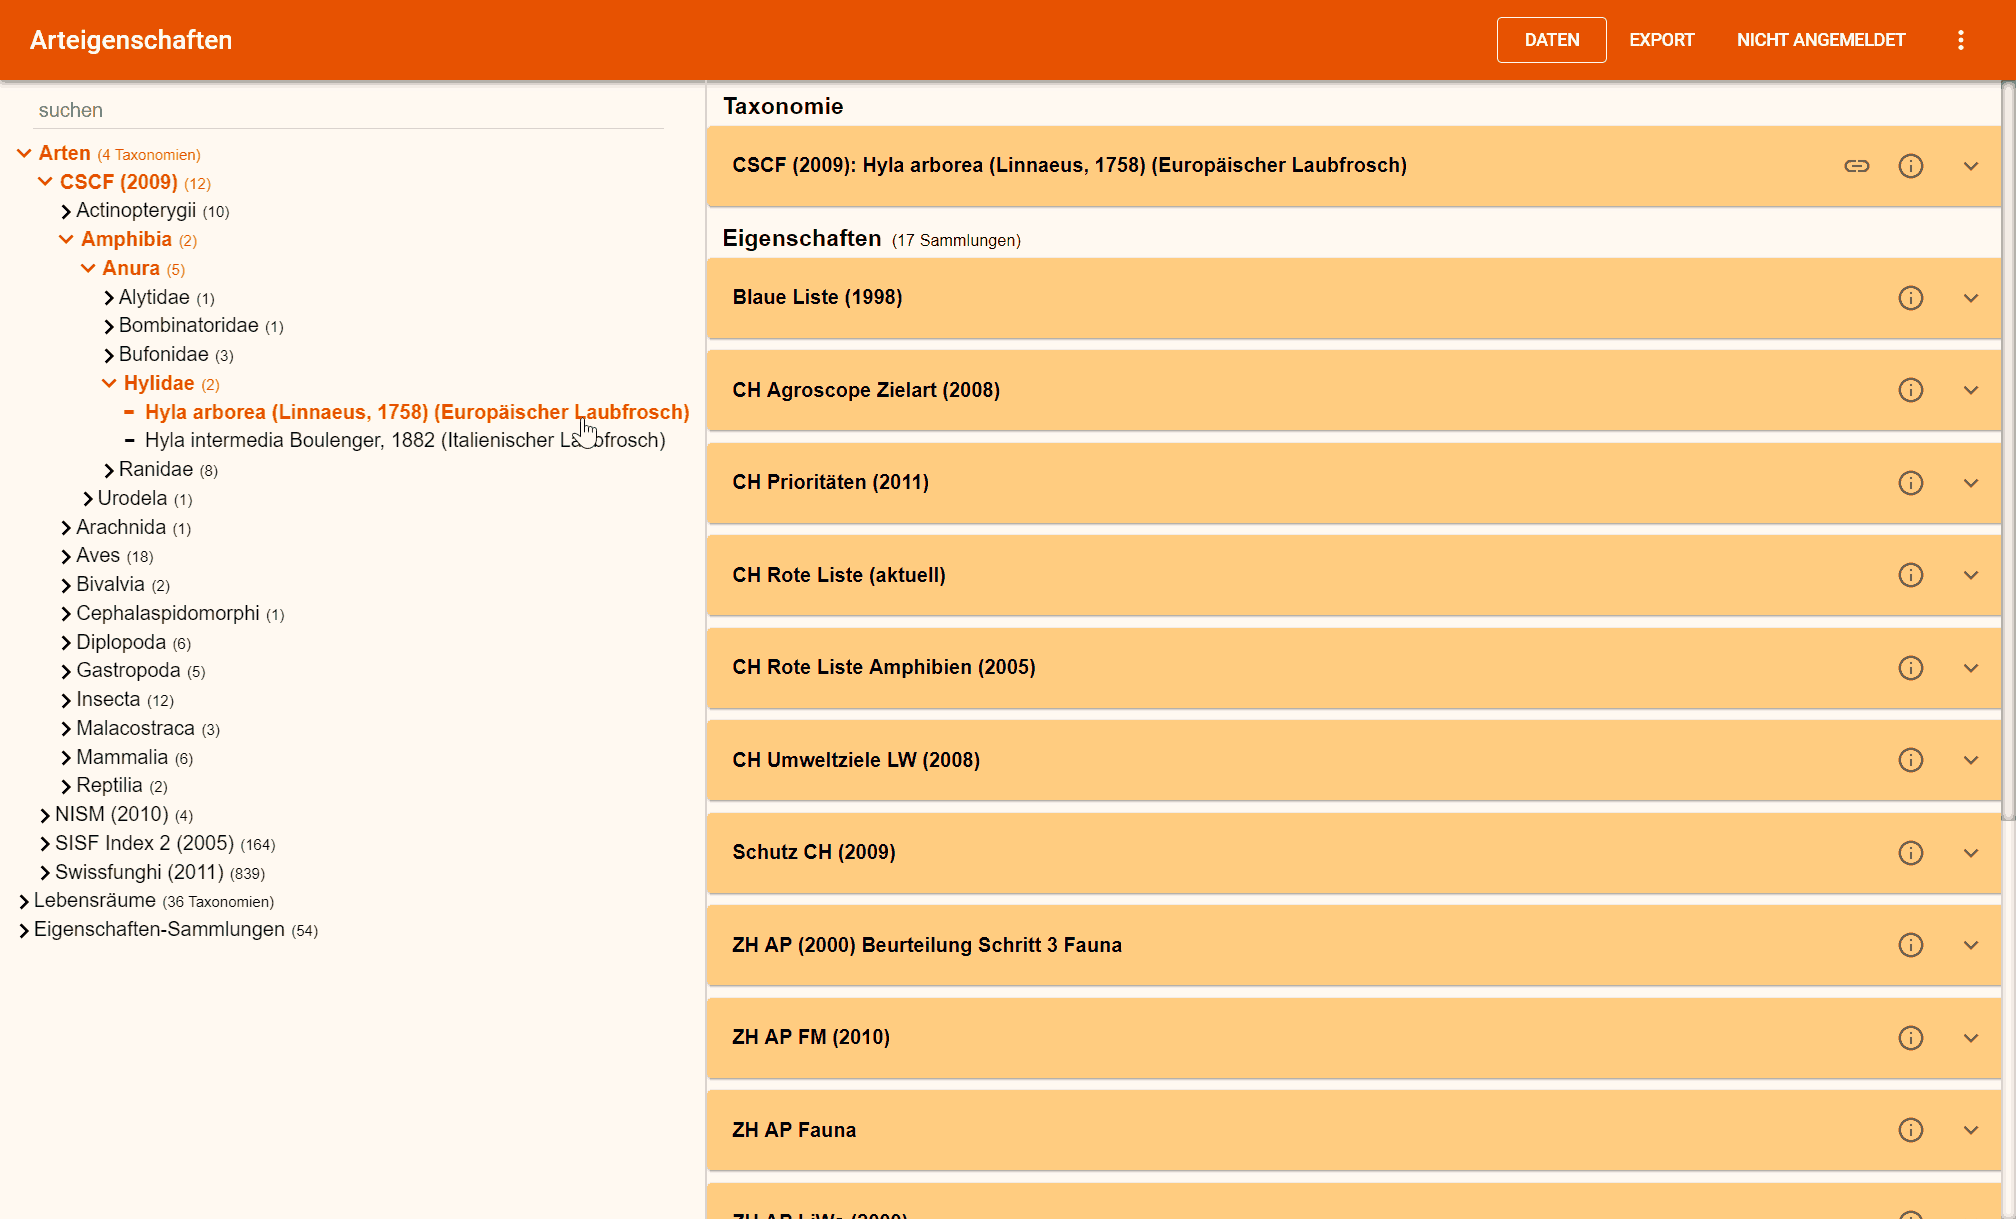 Arteigenschaften
DATEN
EXPORT
NICHT ANGEMELDET
suchen
Arten (4 Taxonomien)
CSCF (2009) (12)
Actinopterygii (10)
Amphibia (2)
Anura (5)
Alytidae (1)
Bombinatoridae (1)
Bufonidae (3)
Hylidae (2)
Hyla arborea (Linnaeus, 1758) (Europäischer Laubfrosch)
Hyla intermedia Boulenger, 1882 (Italienischer Laubfrosch)
Ranidae (8)
Urodela (1)
Arachnida (1)
Aves (18)
Bivalvia (2)
Cephalaspidomorphi (1)
Diplopoda (6)
Gastropoda (5)
Insecta (12)
Malacostraca (3)
Mammalia (6)
Reptilia (2)
NISM (2010) (4)
SISF Index 2 (2005) (164)
Swissfunghi (2011) (839)
Lebensräume (36 Taxonomien)
Eigenschaften-Sammlungen (54)
Taxonomie
CSCF (2009): Hyla arborea (Linnaeus, 1758) (Europäischer Laubfrosch)
Eigenschaften (17 Sammlungen)
Blaue Liste (1998)
CH Agroscope Zielart (2008)
CH Prioritäten (2011)
CH Rote Liste (aktuell)
CH Rote Liste Amphibien (2005)
CH Umweltziele LW (2008)
Schutz CH (2009)
ZH AP (2000) Beurteilung Schritt 3 Fauna
ZH AP FM (2010)
ZH AP Fauna